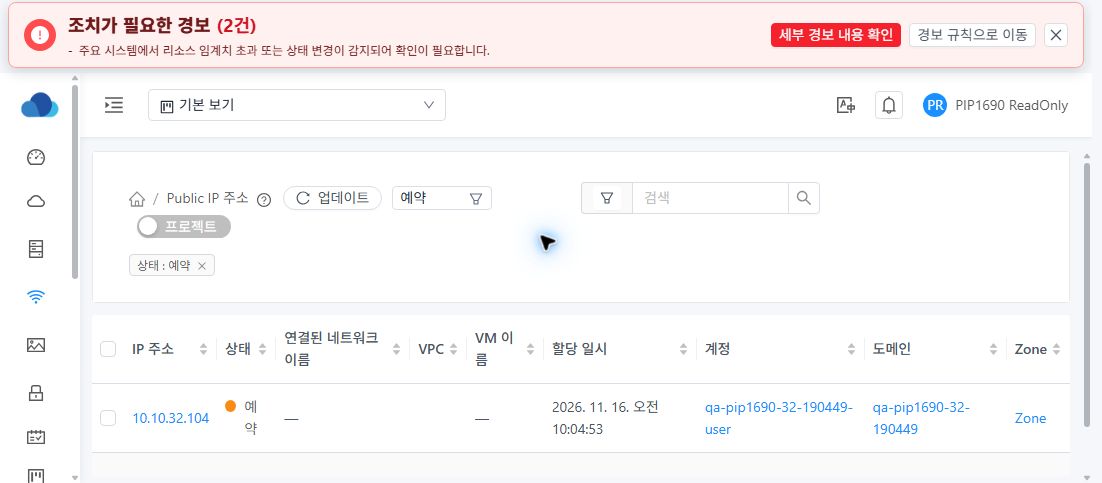 조치가 필요한 경보 (2건)
- 주요 시스템에서 리소스 임계치 초과 또는 상태 변경이 감지되어 확인이 필요합니다.
세부 경보 내용 확인
경보 규칙으로 이동
기본 보기
PR
PIP1690 ReadOnly
/ Public IP 주소
업데이트
예약
검색
프로젝트
상태 : 예약
IP 주소
상태
연결된 네트워크
이름
VPC
VM 이
름
할당 일시
계정
도메인
Zone
10.10.32.104
예
약
—
—
2026. 11. 16. 오전
10:04:53
qa-pip1690-32-190449-
user
qa-pip1690-32-
190449
Zone